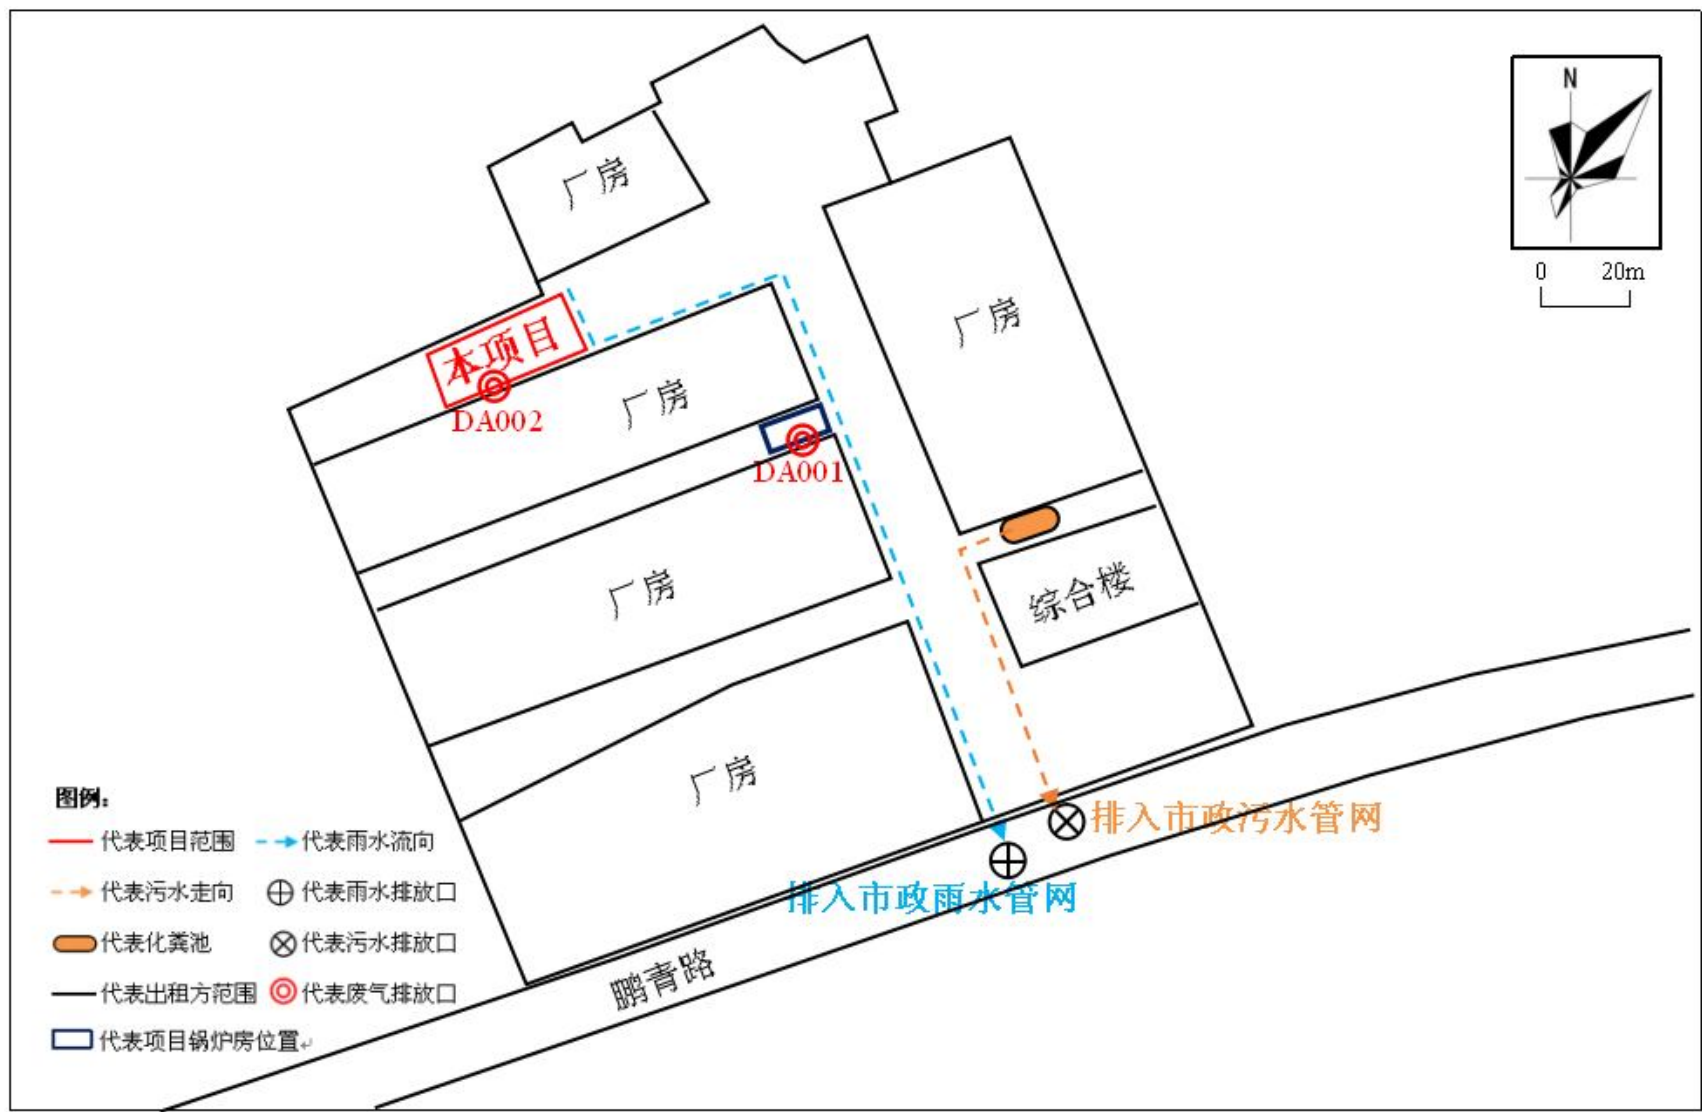 N
0 20m
厂房
厂房
本项目
DA002
厂房
DA001
厂房
综合楼
厂房
排入市政污水管网
排入市政雨水管网
鹏青路
图例：
代表项目范围
代表雨水流向
代表污水走向
代表雨水排放口
代表化粪池
代表污水排放口
代表出租方范围
代表废气排放口
代表项目锅炉房位置